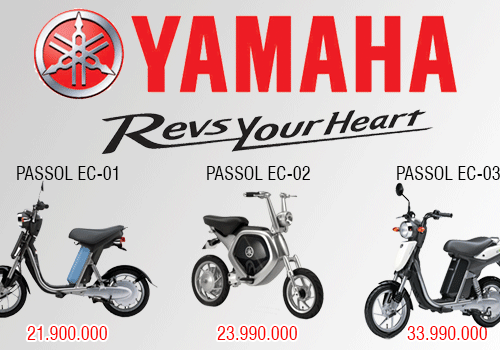 YAMAHA
Revs Your Heart
PASSOL EC-01 PASSOL EC-02 PASSOL EC-03
21.900.000 23.990.000 33.990.000